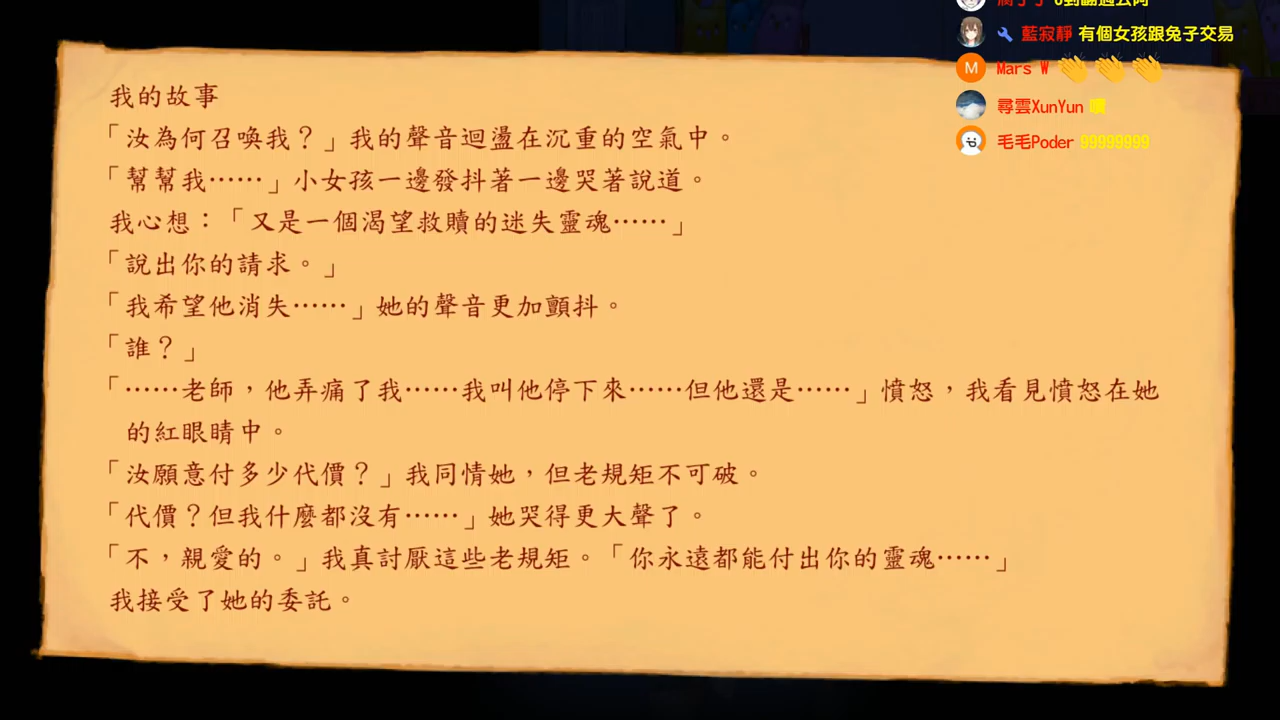 我的故事
「汝為何召喚我？」我的聲音迴盪在沉重的空氣中。
「幫幫我……」小女孩一邊發抖著一邊哭著說道。
我心想：「又是一個渴望救贖的迷失靈魂……」
「說出你的請求。」
「我希望他消失……」她的聲音更加顫抖。
「誰？」
「……老師，他弄痛了我……我叫他停下來……但他還是……」憤怒，我看見憤怒在她
的紅眼睛中。
「汝願意付多少代價？」我同情她，但老規矩不可破。
「代價？但我什麼都沒有……」她哭得更大聲了。
「不，親愛的。」我真討厭這些老規矩。「你永遠都能付出你的靈魂……」
我接受了她的委託。
藍寂靜 有個女孩跟兔子交易
M Mars W 👏👏👏
尋雲XunYun
毛毛Poder 99999999